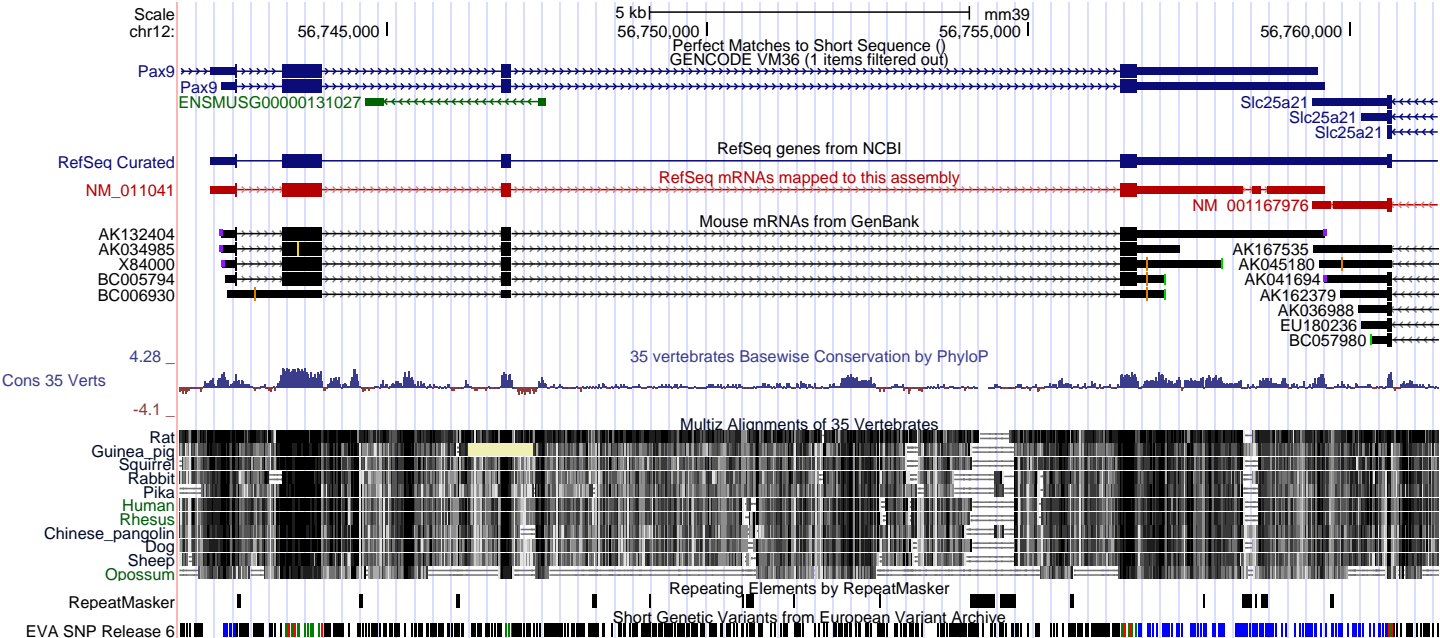 Scale 5 kb mm39
chr12: 56,745,000 56,750,000 56,755,000 56,760,000
Perfect Matches to Short Sequence ()
GENCODE VM36 (1 items filtered out)
Pax9
Pax9
ENSMUSG00000131027 Slc25a21
Slc25a21
Slc25a21
RefSeq genes from NCBI
RefSeq Curated
RefSeq mRNAs mapped to this assembly
NM_011041
NM_001167976
Mouse mRNAs from GenBank
AK132404
AK034985 AK167535
X84000 AK045180
BC005794 AK041694
BC006930 AK162379
AK036988
EU180236
BC057980
4.28 _ 35 vertebrates Basewise Conservation by PhyloP
Cons 35 Verts
-4.1 _
Multiz Alignments of 35 Vertebrates
Rat
Guinea_pig
Squirrel
Rabbit
Pika
Human
Rhesus
Chinese_pangolin
Dog
Sheep
Opossum
Repeating Elements by RepeatMasker
RepeatMasker
Short Genetic Variants from European Variant Archive
EVA SNP Release 6